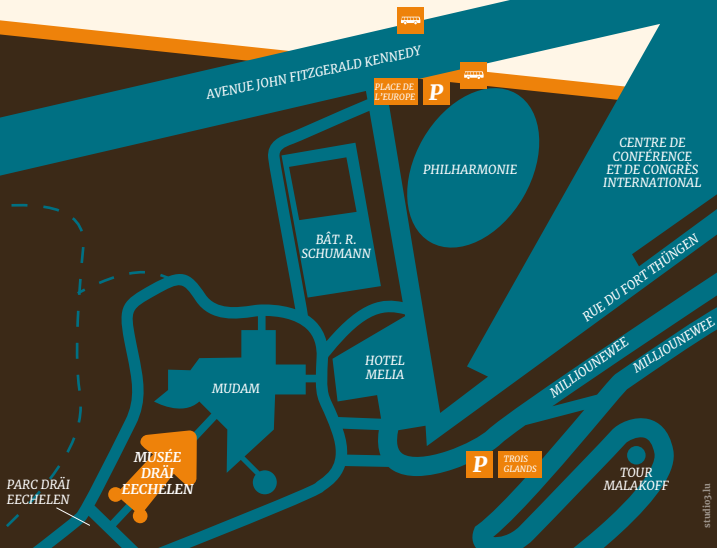 AVENUE JOHN FITZGERALD KENNEDY
PLACE DE
L'EUROPE
P
PHILHARMONIE
CENTRE DE
CONFÉRENCE
ET DE CONGRÈS
INTERNATIONAL
BÂT. R.
SCHUMANN
RUE DU FORT THÜNGEN
HOTEL
MELIA
MILLIOUNEWEE
MILLIOUNEWEE
MUDAM
MUSÉE
DRÄI
EECHELEN
P
TROIS
GLANDS
PARC DRÄI
EECHELEN
TOUR
MALAKOFF
studio3.lu